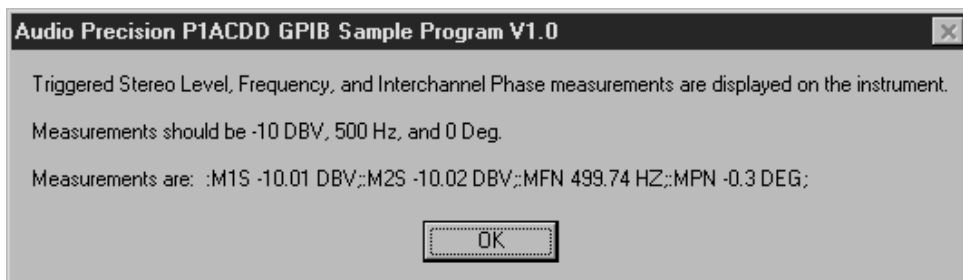 Audio Precision P1ACDD GPIB Sample Program V1.0
Triggered Stereo Level, Frequency, and Interchannel Phase measurements are displayed on the instrument.
Measurements should be -10 DBV, 500 Hz, and 0 Deg.
Measurements are:  :M1S -10.01 DBV;:M2S -10.02 DBV;:MFN 499.74 HZ;:MPN -0.3 DEG;
OK